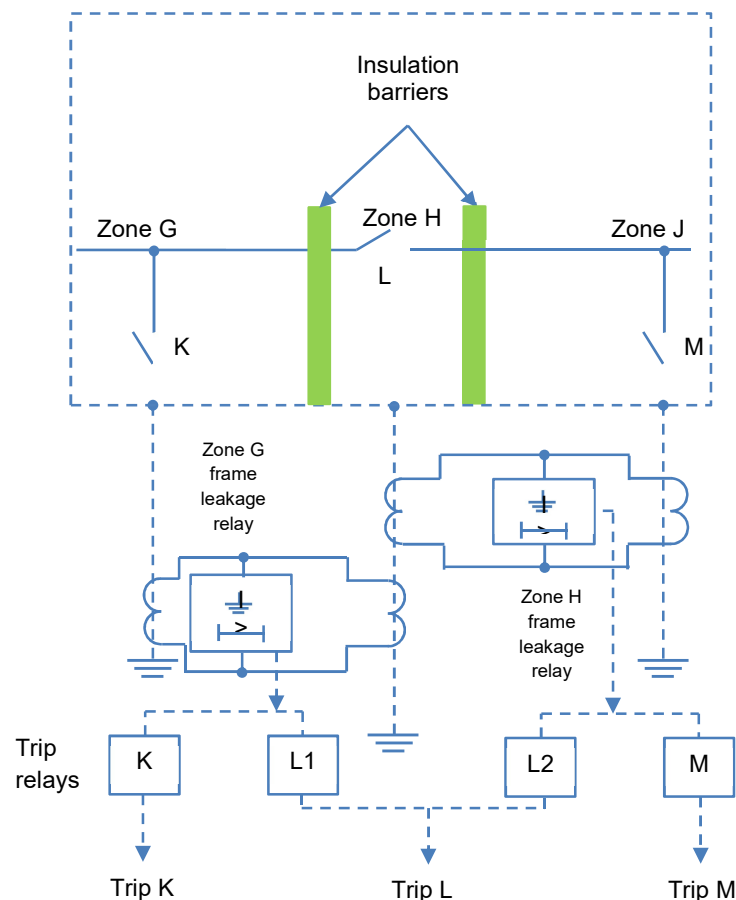 Insulation
barriers
Zone G
Zone H
Zone J
L
K
M
Zone G
frame
leakage
relay
I
>
I
>
Zone H
frame
leakage
relay
Trip
relays
K
L1
L2
M
Trip K
Trip L
Trip M